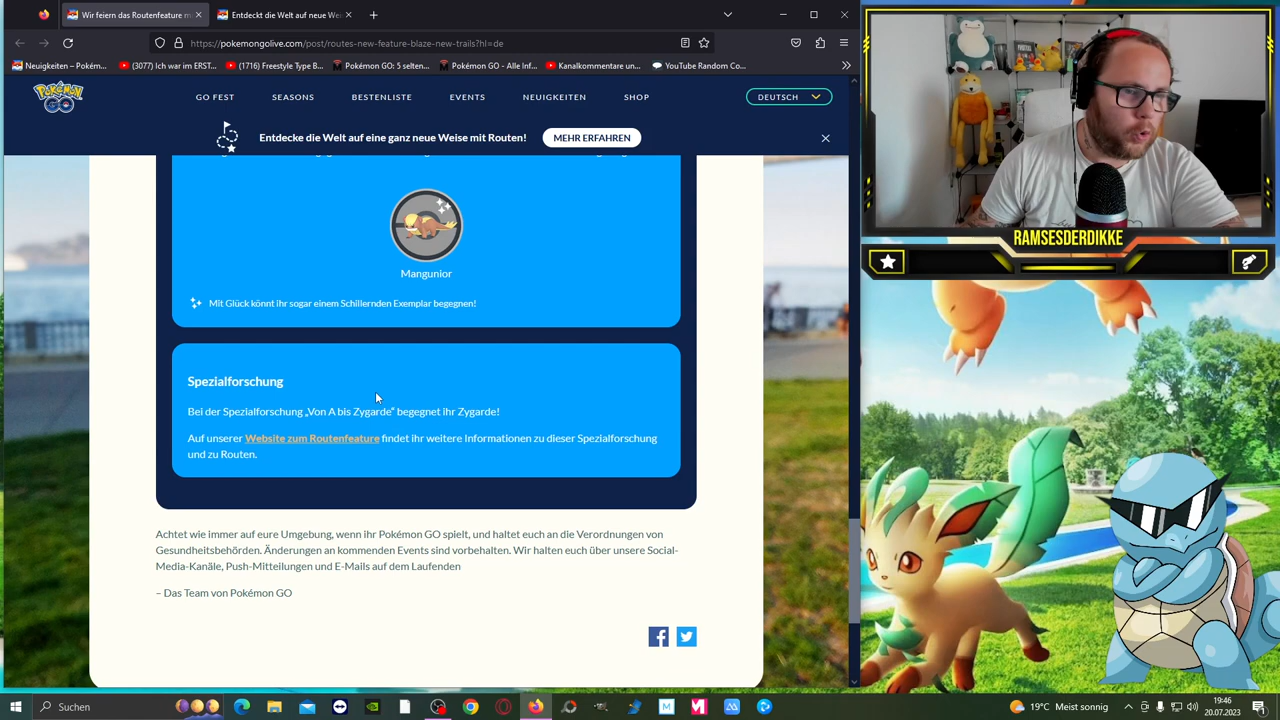 Wir feiern das Routenfeature m
Entdeckt die Welt auf neue Wei
https://pokemongolive.com/post/routes-new-feature-blaze-new-trails?hl=de
Neuigkeiten – Pokém...
(3077) Ich war im ERST...
(1716) Freestyle Type B...
Pokémon GO: 5 selten...
Pokémon GO - Alle Inf...
Kanalkommentare un...
YouTube Random Co...
Pokémon GO
GO FEST
SEASONS
BESTENLISTE
EVENTS
NEUIGKEITEN
SHOP
DEUTSCH
Entdecke die Welt auf eine ganz neue Weise mit Routen!
MEHR ERFAHREN
Mangunior
Mit Glück könnt ihr sogar einem Schillernden Exemplar begegnen!
Spezialforschung
Bei der Spezialforschung „Von A bis Zygarde“ begegnet ihr Zygarde!
Auf unserer Website zum Routenfeature findet ihr weitere Informationen zu dieser Spezialforschung
und zu Routen.
Achtet wie immer auf eure Umgebung, wenn ihr Pokémon GO spielt, und haltet euch an die Verordnungen von
Gesundheitsbehörden. Änderungen an kommenden Events sind vorbehalten. Wir halten euch über unsere Social-
Media-Kanäle, Push-Mitteilungen und E-Mails auf dem Laufenden
– Das Team von Pokémon GO
RAMSESDERDIKKE
Suchen
19°C Meist sonnig
19:46
20.07.2023